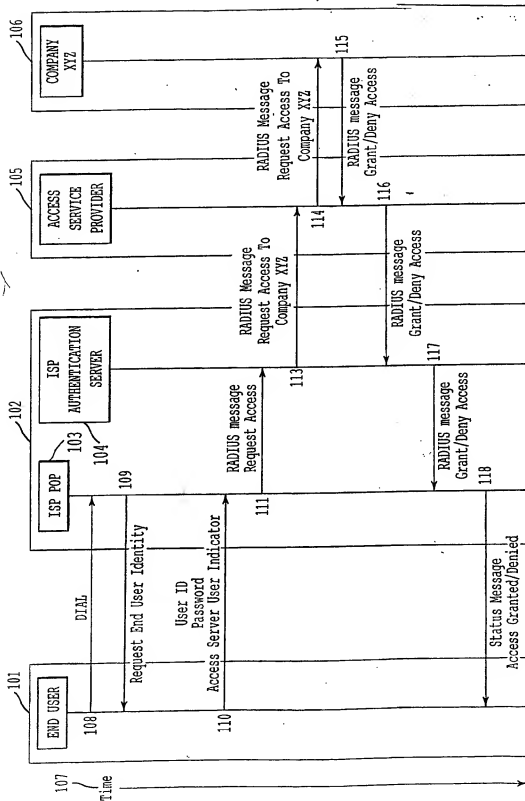 107
Time
101
END USER
102
ISP POP
103
ISP
AUTHENTICATION
SERVER
104
105
ACCESS
SERVICE
PROVIDER
106
COMPANY
XYZ
108
DIAL
109
Request End User Identity
110
User ID
Password
Access Server User Indicator
111
RADIUS message
Request Access
113
RADIUS Message
Request Access To
Company XYZ
114
RADIUS Message
Request Access To
Company XYZ
115
RADIUS message
Grant/Deny Access
116
RADIUS message
Grant/Deny Access
117
RADIUS message
Grant/Deny Access
118
Status Message
Access Granted/Denied